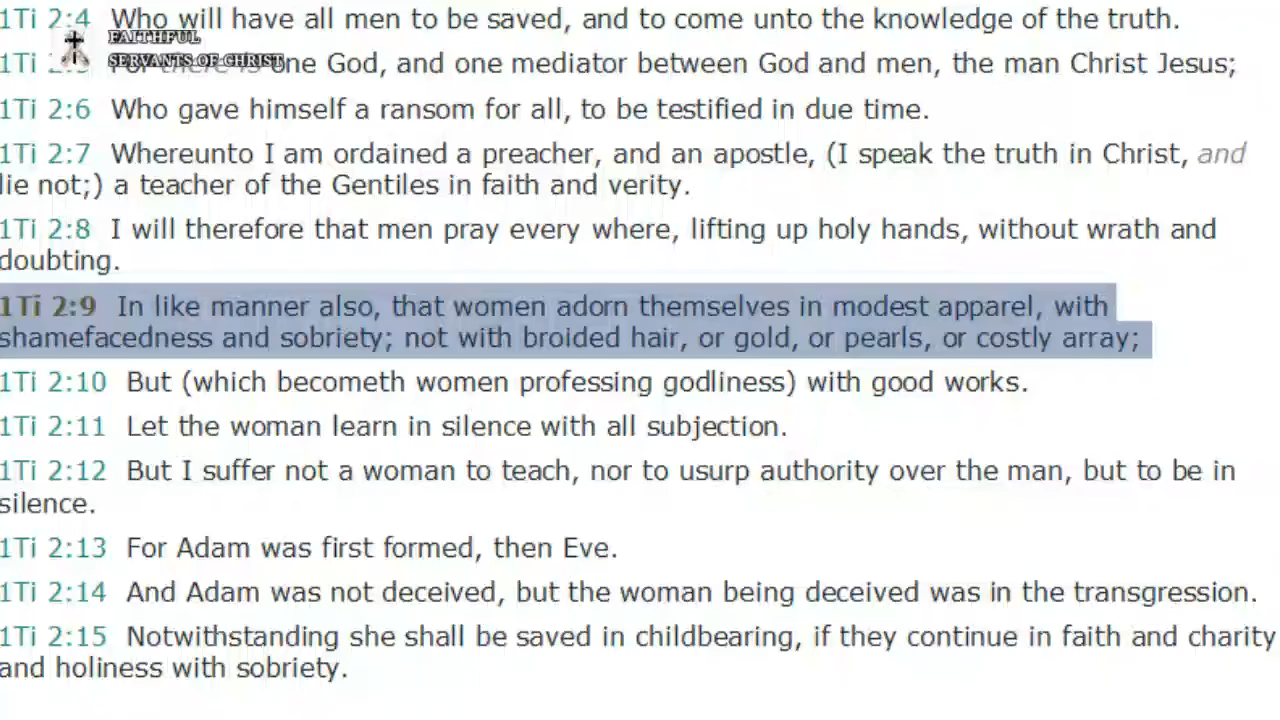 1Ti 2:4 Who will have all men to be saved, and to come unto the knowledge of the truth.
FAITHFUL
SERVANTS OF CHRIST
1Ti 2:5 For there is one God, and one mediator between God and men, the man Christ Jesus;
1Ti 2:6 Who gave himself a ransom for all, to be testified in due time.
1Ti 2:7 Whereunto I am ordained a preacher, and an apostle, (I speak the truth in Christ, and
lie not;) a teacher of the Gentiles in faith and verity.
1Ti 2:8 I will therefore that men pray every where, lifting up holy hands, without wrath and
doubting.
1Ti 2:9 In like manner also, that women adorn themselves in modest apparel, with
shamefacedness and sobriety; not with broided hair, or gold, or pearls, or costly array;
1Ti 2:10 But (which becometh women professing godliness) with good works.
1Ti 2:11 Let the woman learn in silence with all subjection.
1Ti 2:12 But I suffer not a woman to teach, nor to usurp authority over the man, but to be in
silence.
1Ti 2:13 For Adam was first formed, then Eve.
1Ti 2:14 And Adam was not deceived, but the woman being deceived was in the transgression.
1Ti 2:15 Notwithstanding she shall be saved in childbearing, if they continue in faith and charity
and holiness with sobriety.